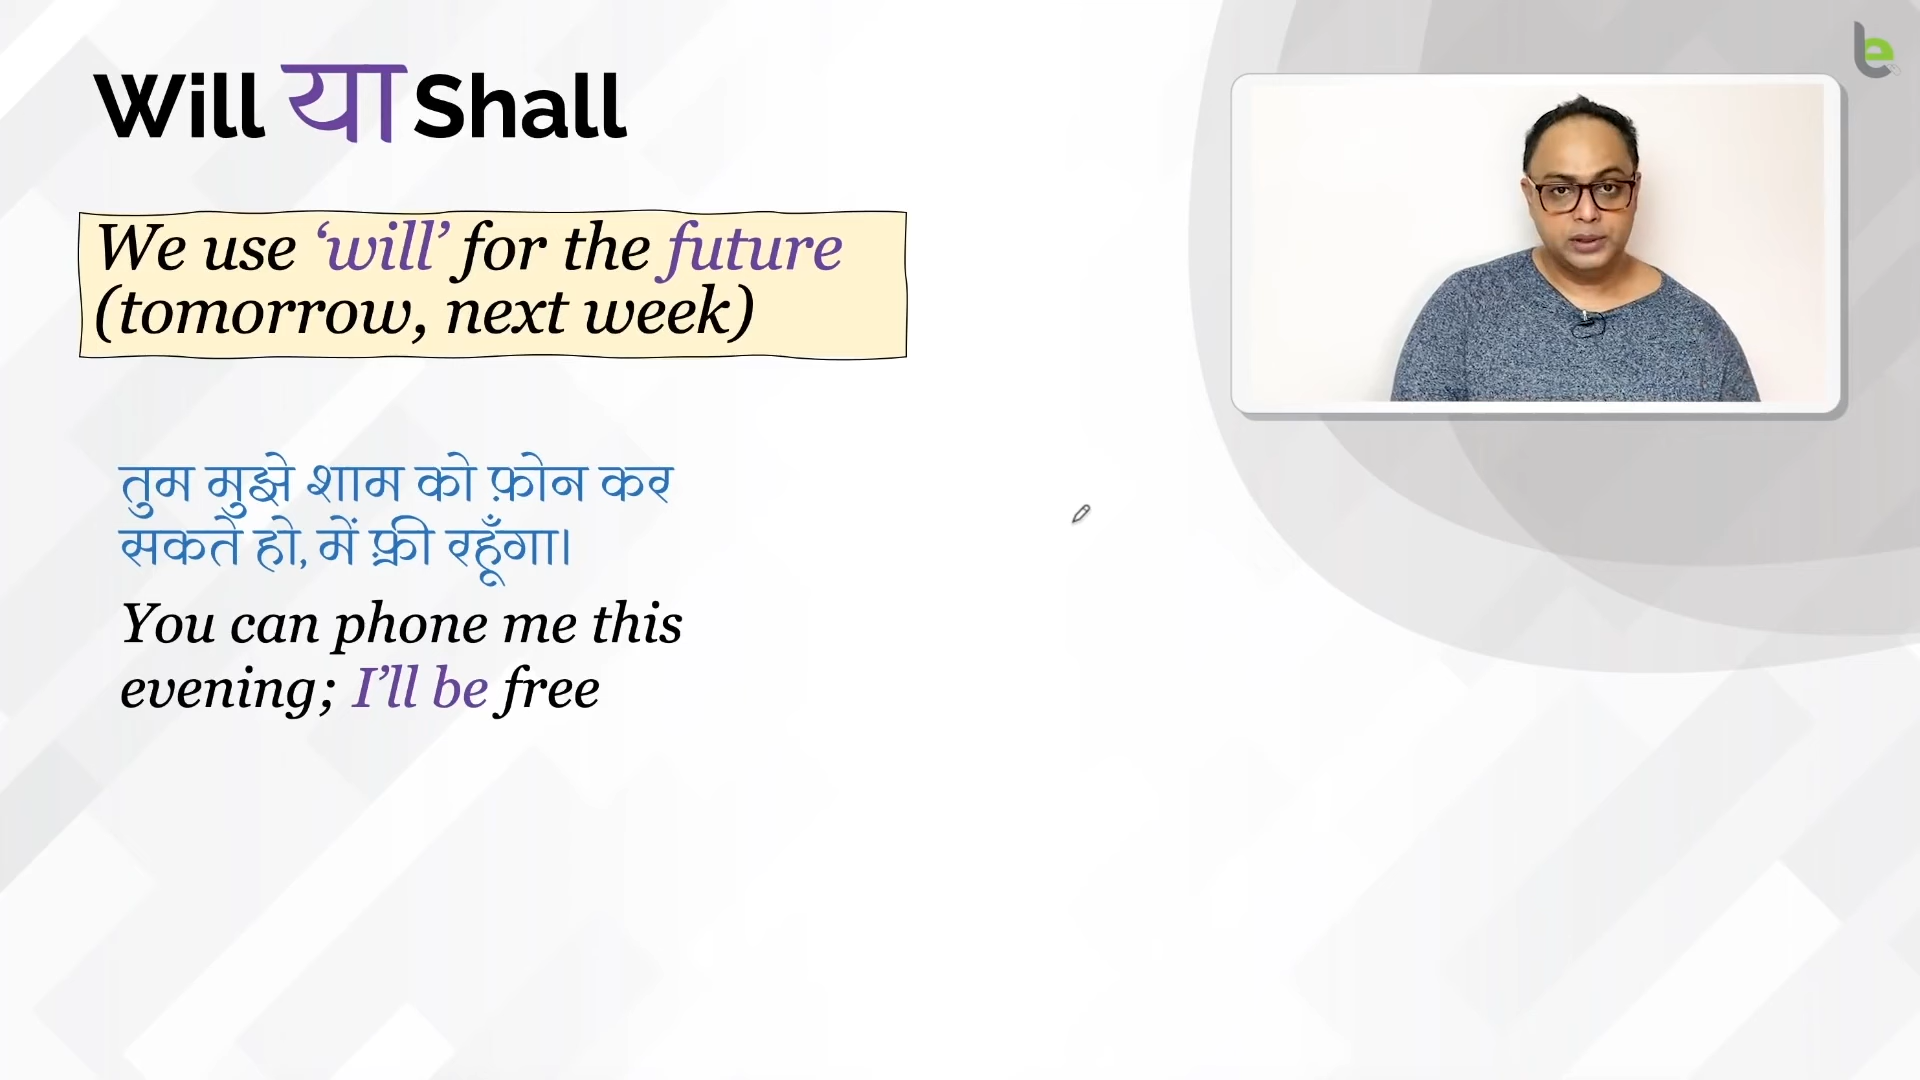 Will या Shall
We use ‘will’ for the future
(tomorrow, next week)
तुम मुझे शाम को फ़ोन कर
सकते हो, में फ़्री रहूँगा।
You can phone me this
evening; I’ll be free